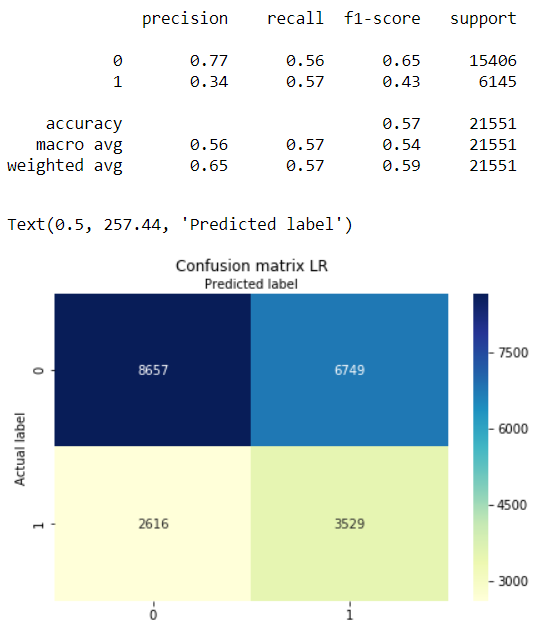 precision recall f1-score support
0 0.77 0.56 0.65 15406
1 0.34 0.57 0.43 6145
accuracy 0.57 21551
macro avg 0.56 0.57 0.54 21551
weighted avg 0.65 0.57 0.59 21551
Text(0.5, 257.44, 'Predicted label')
Confusion matrix LR
Predicted label
Actual label
0
8657 6749
1
2616 3529
0 1
7500
6000
4500
3000